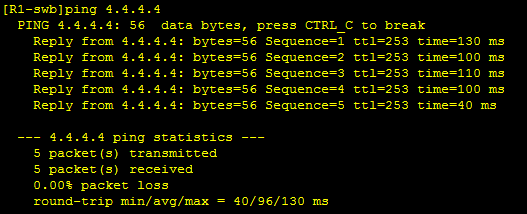 [R1-swb]ping 4.4.4.4
PING 4.4.4.4: 56 data bytes, press CTRL_C to break
Reply from 4.4.4.4: bytes=56 Sequence=1 ttl=253 time=130 ms
Reply from 4.4.4.4: bytes=56 Sequence=2 ttl=253 time=100 ms
Reply from 4.4.4.4: bytes=56 Sequence=3 ttl=253 time=110 ms
Reply from 4.4.4.4: bytes=56 Sequence=4 ttl=253 time=100 ms
Reply from 4.4.4.4: bytes=56 Sequence=5 ttl=253 time=40 ms
--- 4.4.4.4 ping statistics ---
5 packet(s) transmitted
5 packet(s) received
0.00% packet loss
round-trip min/avg/max = 40/96/130 ms